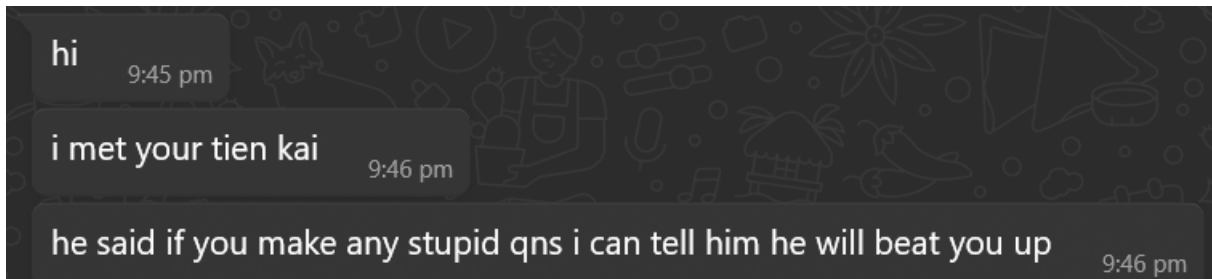 hi
9:45 pm
i met your tien kai
9:46 pm
he said if you make any stupid qns i can tell him he will beat you up
9:46 pm